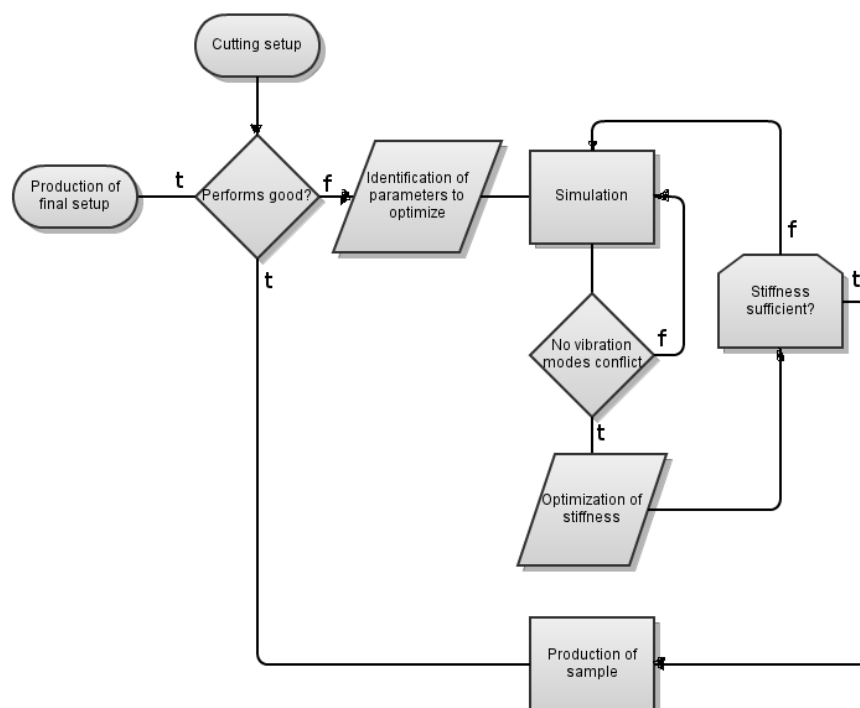 Cutting setup
Production of
final setup
t
Performs good?
f
Identification of
parameters to
optimize
Simulation
f
Stiffness
sufficient?
t
t
No vibration
modes conflict
f
t
Optimization of
stiffness
Production of
sample